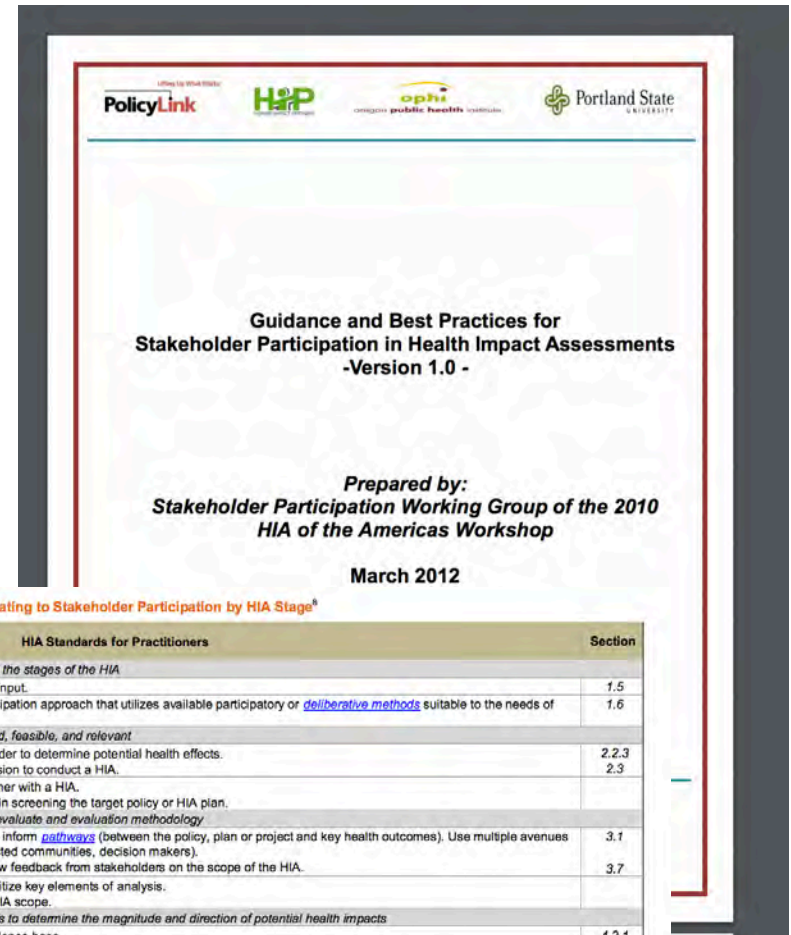 Lifting Up What Works
PolicyLink
HIP
ophi
oregon public health institute
Portland State
UNIVERSITY
Guidance and Best Practices for
Stakeholder Participation in Health Impact Assessments
-Version 1.0 -
Prepared by:
Stakeholder Participation Working Group of the 2010
HIA of the Americas Workshop
March 2012
ating to Stakeholder Participation by HIA Stage
HIA Standards for Practitioners Section
the stages of the HIA
nput. 1.5
ipation approach that utilizes available participatory or deliberative methods suitable to the needs of 1.6
d, feasible, and relevant
der to determine potential health effects. 2.2.3
sion to conduct a HIA. 2.3
ner with a HIA.
in screening the target policy or HIA plan.
evaluate and evaluation methodology
inform pathways (between the policy, plan or project and key health outcomes). Use multiple avenues 3.1
ted communities, decision makers).
w feedback from stakeholders on the scope of the HIA. 3.7
itize key elements of analysis.
IA scope.
s to determine the magnitude and direction of potential health impacts